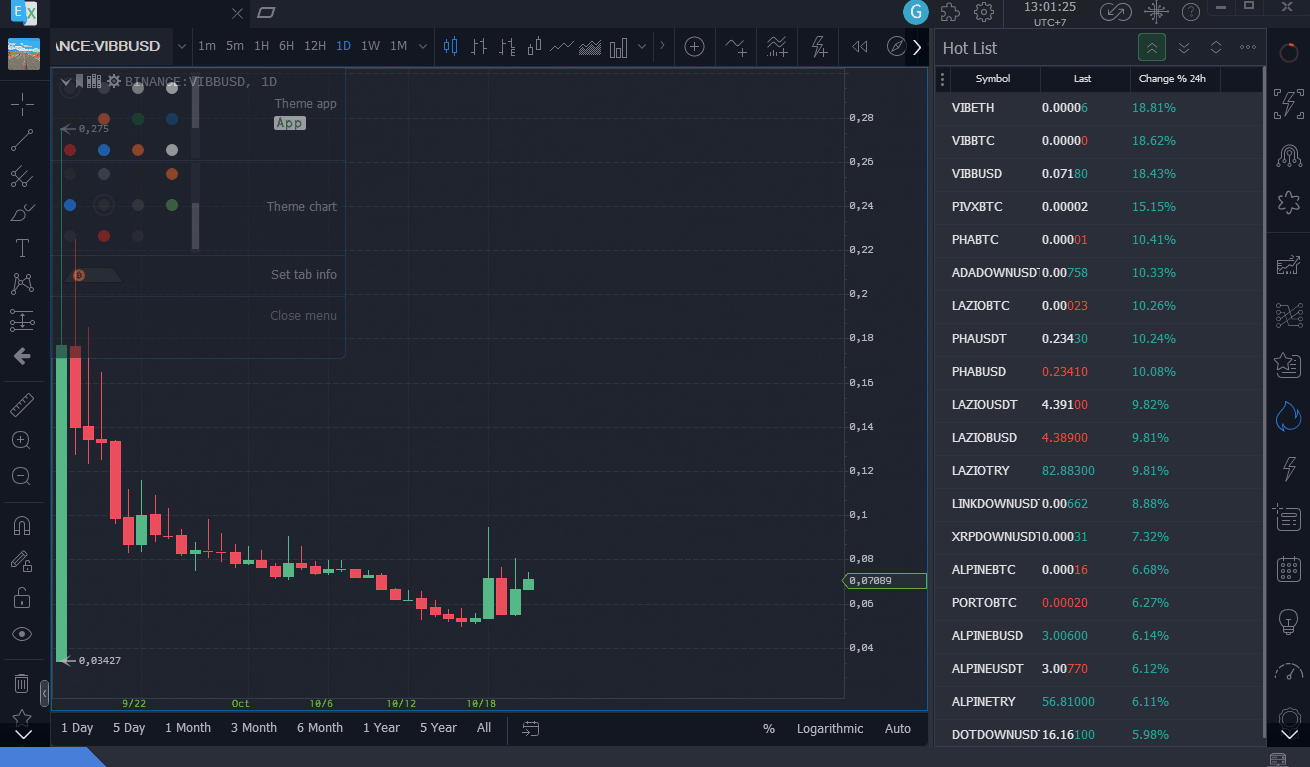 EX
G
13:01:25
UTC+7
NCE:VIBBUSD
1m 5m 1H 6H 12H 1D 1W 1M
Hot List
BINANCE:VIBBUSD, 1D
Theme app
App
0,275
Theme chart
Set tab info
Close menu
0,28
0,26
0,24
0,22
0,2
0,18
0,16
0,14
0,12
0,1
0,08
0,07089
0,06
0,04
0,03427
9/22 Oct 10/6 10/12 10/18
1 Day 5 Day 1 Month 3 Month 6 Month 1 Year 5 Year All % Logarithmic Auto
Symbol Last Change % 24h
VIBETH 0.00006 18.81%
VIBBTC 0.00000 18.62%
VIBBUSD 0.07180 18.43%
PIVXBTC 0.00002 15.15%
PHABTC 0.00001 10.41%
ADADOWNUSDT 0.00758 10.33%
LAZIOBTC 0.00023 10.26%
PHAUSDT 0.23430 10.24%
PHABUSD 0.23410 10.08%
LAZIOUSDT 4.39100 9.82%
LAZIOBUSD 4.38900 9.81%
LAZIOTRY 82.88300 9.81%
LINKDOWNUSD 0.00662 8.88%
XRPDOWNUSDT 0.00031 7.32%
ALPINEBTC 0.00016 6.68%
PORTOBTC 0.00020 6.27%
ALPINEBUSD 3.00600 6.14%
ALPINEUSDT 3.00770 6.12%
ALPINETRY 56.81000 6.11%
DOTDOWNUSD 16.16100 5.98%